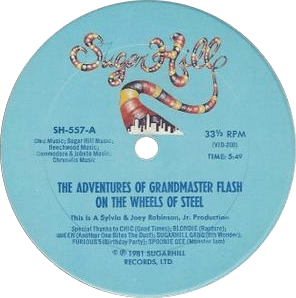 Sugar Hill
SH-557-A
Chic Music; Sugar Hill Music;
Beechwood Music;
Commodore & Jobete Music;
Chrysalis Music
33⅓ RPM
(VID-200)
TIME: 5:49
THE ADVENTURES OF GRANDMASTER FLASH
ON THE WHEELS OF STEEL
This Is A Sylvia & Joey Robinson, Jr. Production
Special Thanks to CHIC (Good Times); BLONDIE (Rapture);
QUEEN (Another One Bites The Dust); SUGARHILL GANG (8th Wonder);
FURIOUS 5 (Birthday Party); SPOONIE GEE (Monster Jam)
© ℗ 1981 SUGARHILL
RECORDS, LTD.